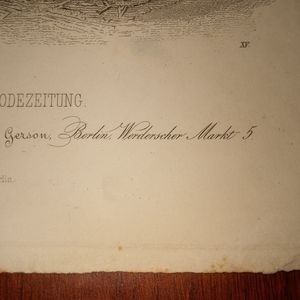 XV.
ODEZEITUNG.
Gerson, Berlin, Werderscher Markt 5
rlin.